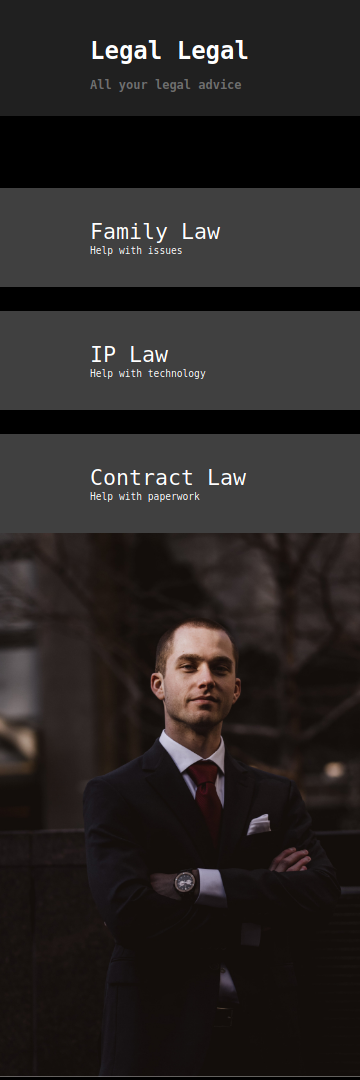 Legal Legal
All your legal advice
Family Law
Help with issues
IP Law
Help with technology
Contract Law
Help with paperwork